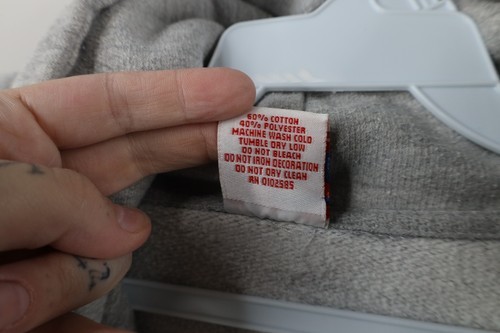 60% COTTON
40% POLYESTER
MACHINE WASH COLD
TUMBLE DRY LOW
DO NOT BLEACH
DO NOT IRON DECORATION
DO NOT DRY CLEAN
RN 0102585